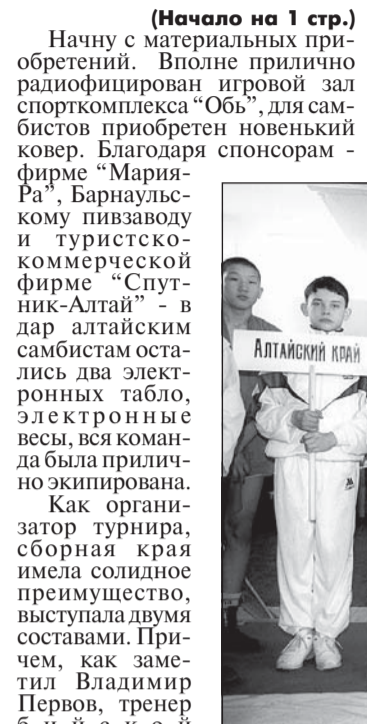 (Начало на 1 стр.)
Начну с материальных при-
обретений. Вполне прилично
радиофицирован игровой зал
спорткомплекса “Обь”, для сам-
бистов приобретен новенький
ковер. Благодаря спонсорам -
фирме “Мария-
Ра”, Барнаульс-
кому пивзаводу
и туристско-
коммерческой
фирме “Спут-
ник-Алтай” - в
дар алтайским
самбистам оста-
лись два элект-
ронных табло,
электронные
весы, вся коман-
да была прилич-
но экипирована.
Как органи-
затор турнира,
сборная края
имела солидное
преимущество,
выступала двумя
составами. При-
чем, как заме-
тил Владимир
Первов, тренер
бийской
АЛТАЙСКИЙ КРАЙ